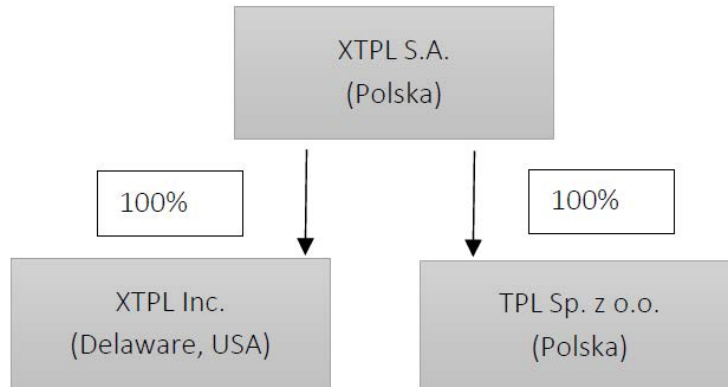 XTPL S.A.
(Polska)
100%
100%
XTPL Inc.
(Delaware, USA)
TPL Sp. z o.o.
(Polska)